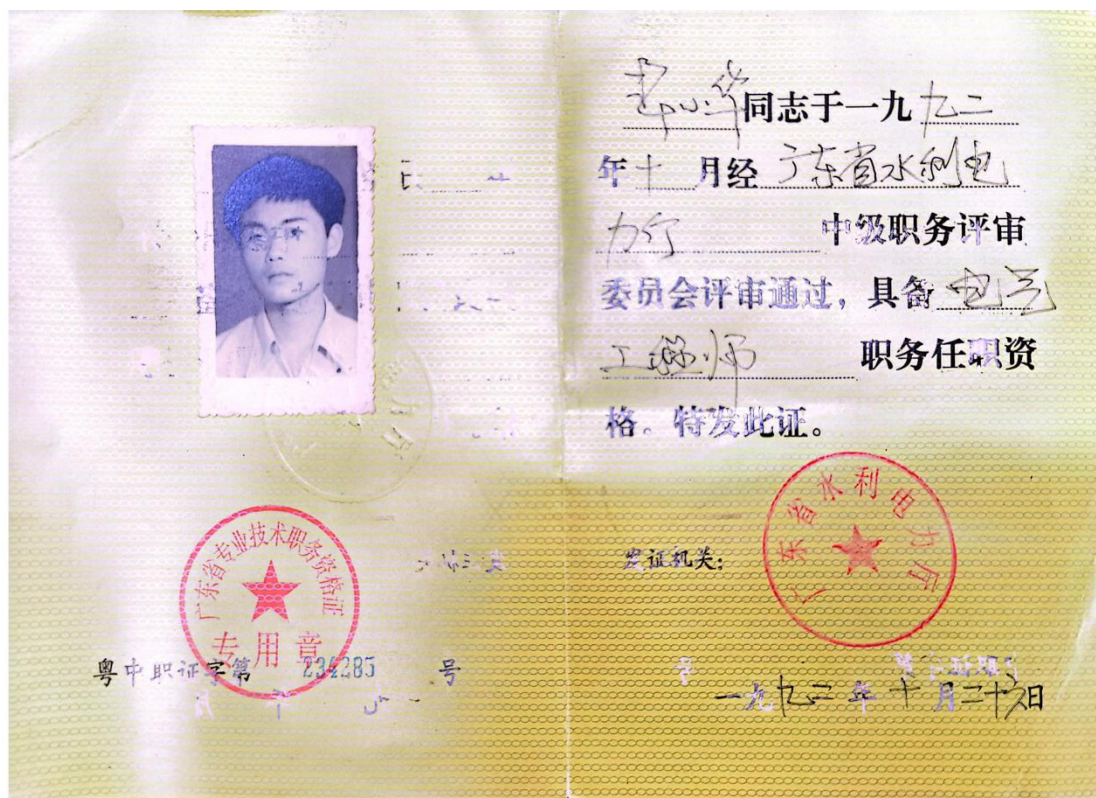 广东省专业技术职务资格证
专用章
粤中职证字第 234285 号
小华同志于一九九二
年十月经广东省水利电
力厅中级职务评审
委员会评审通过，具备电气
工程师职务任职资
格。特发此证。
发证机关：
广东省水利电力厅
一九九三年十月二十六日